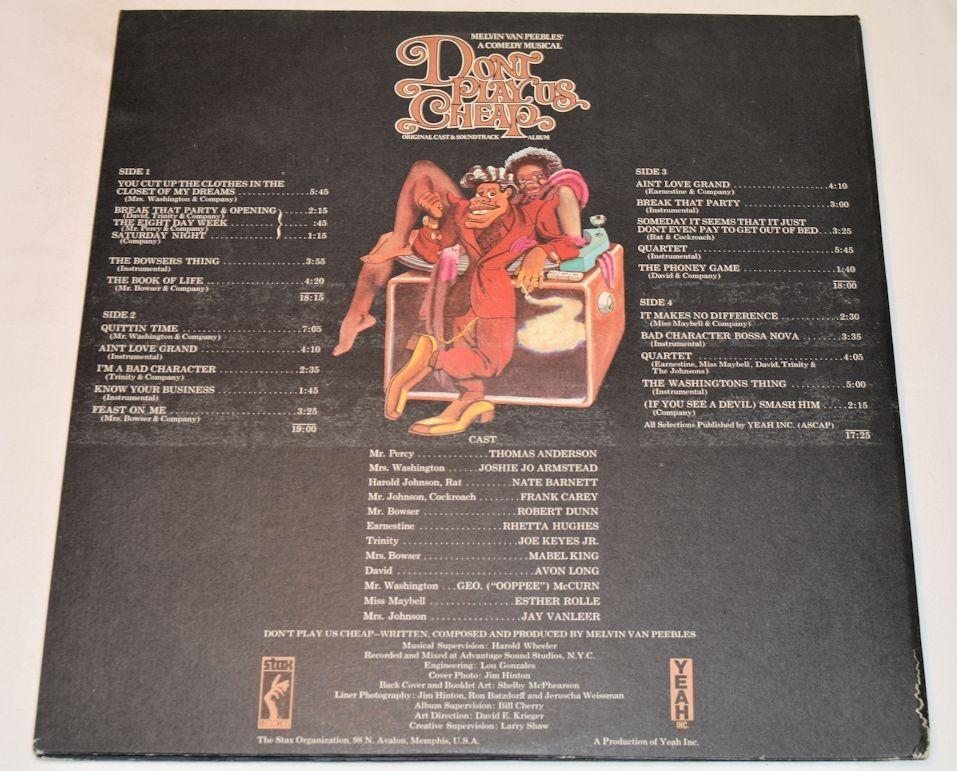 MELVIN VAN PEEBLES'
A COMEDY MUSICAL
DONT
PLAY US
CHEAP
ORIGINAL CAST & SOUNDTRACK ALBUM
SIDE 1
YOU CUT UP THE CLOTHES IN THE
CLOSET OF MY DREAMS ..................5:45
(Mrs. Washington & Company)
BREAK THAT PARTY & OPENING .....2:15
(David, Trinity & Company)
THE EIGHT DAY WEEK .....:45
(Mr. Percy & Company)
SATURDAY NIGHT .....1:15
(Company)
THE BOWSERS THING ....................3:55
(Instrumental)
THE BOOK OF LIFE .......................4:20
(Mr. Bowser & Company)
18:15
SIDE 2
QUITTIN TIME ............................7:05
(Mr. Washington & Company)
AINT LOVE GRAND ......................4:10
(Instrumental)
I'M A BAD CHARACTER ................2:35
(Trinity & Company)
KNOW YOUR BUSINESS .................1:45
(Instrumental)
FEAST ON ME .............................3:25
(Mrs. Bowser & Company)
19:00
SIDE 3
AINT LOVE GRAND ......................4:10
(Earnestine & Company)
BREAK THAT PARTY ....................3:00
(Instrumental)
SOMEDAY IT SEEMS THAT IT JUST
DONT EVEN PAY TO GET OUT OF BED...3:25
(Rat & Cockroach)
QUARTET ..................................5:45
(Instrumental)
THE PHONEY GAME .....................1:40
(David & Company)
18:00
SIDE 4
IT MAKES NO DIFFERENCE .............2:30
(Miss Maybell & Company)
BAD CHARACTER BOSSA NOVA ........3:35
(Instrumental)
QUARTET ..................................4:05
(Earnestine, Miss Maybell, David, Trinity &
The Johnsons)
THE WASHINGTONS THING .............5:00
(Instrumental)
(IF YOU SEE A DEVIL) SMASH HIM .....2:15
(Company)
All Selections Published by YEAH INC. (ASCAP)
17:25
CAST
Mr. Percy .............THOMAS ANDERSON
Mrs. Washington ......JOSHIE JO ARMSTEAD
Harold Johnson, Rat .........NATE BARNETT
Mr. Johnson, Cockroach ........FRANK CAREY
Mr. Bowser ....................ROBERT DUNN
Earnestine ................RHETTA HUGHES
Trinity .......................JOE KEYES JR.
Mrs. Bowser ....................MABEL KING
David ............................AVON LONG
Mr. Washington ...GEO. ("OOPPEE") McCURN
Miss Maybell ................ESTHER ROLLE
Mrs. Johnson .................JAY VANLEER
DON'T PLAY US CHEAP—WRITTEN, COMPOSED AND PRODUCED BY MELVIN VAN PEEBLES
Musical Supervision: Harold Wheeler
Recorded and Mixed at Advantage Sound Studios, N.Y.C.
Engineering: Lou Gonzales
Cover Photo: Jim Hinton
Back Cover and Booklet Art: Shelby McPhearson
Liner Photography: Jim Hinton, Ron Batzdorff and Jeruscha Weissman
Album Supervision: Bill Cherry
Art Direction: David E. Krieger
Creative Supervision: Larry Shaw
stax
RECORDS
The Stax Organization, 98 N. Avalon, Memphis, U.S.A.
YEAH
INC.
A Production of Yeah Inc.